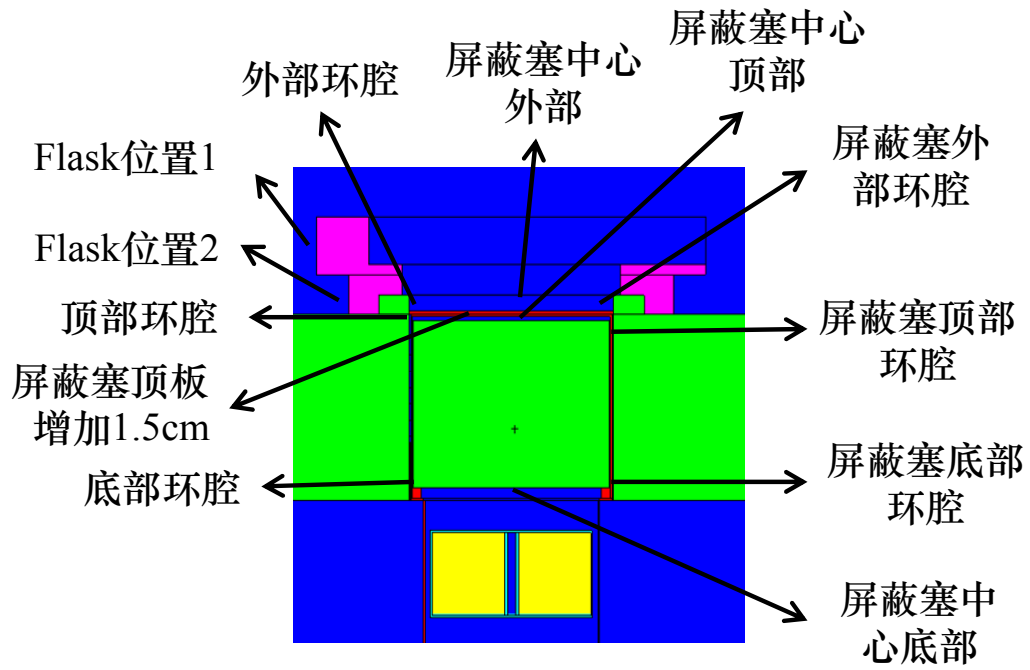 外部环腔
屏蔽塞中心
外部
屏蔽塞中心
顶部
Flask位置1
屏蔽塞外
部环腔
Flask位置2
顶部环腔
屏蔽塞顶部
环腔
屏蔽塞顶板
增加1.5cm
底部环腔
屏蔽塞底部
环腔
屏蔽塞中
心底部